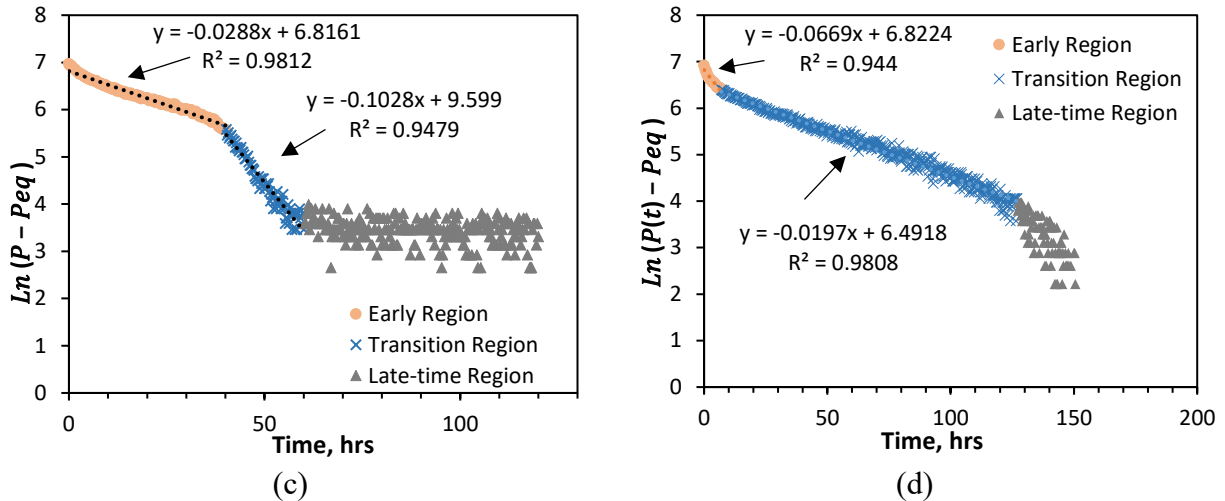 8
7
6
5
4
3
2
1
0
Ln (P − Peq)
y = -0.0288x + 6.8161
R² = 0.9812
y = -0.1028x + 9.599
R² = 0.9479
Early Region
Transition Region
Late-time Region
0
50
100
Time, hrs
(c)
8
7
6
5
4
3
2
1
0
Ln (P(t) − Peq)
y = -0.0669x + 6.8224
R² = 0.944
Early Region
Transition Region
Late-time Region
y = -0.0197x + 6.4918
R² = 0.9808
0
50
100
150
200
Time, hrs
(d)